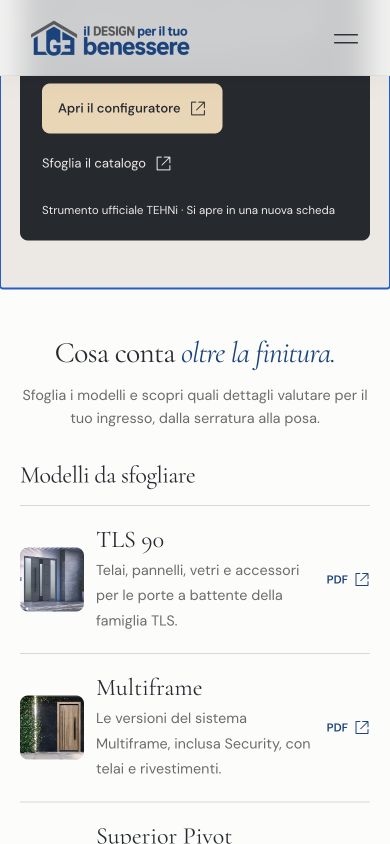 LGE il DESIGN per il tuo
benessere
Apri il configuratore
Sfoglia il catalogo
Strumento ufficiale TEHNi · Si apre in una nuova scheda
Cosa conta oltre la finitura.
Sfoglia i modelli e scopri quali dettagli valutare per il
tuo ingresso, dalla serratura alla posa.
Modelli da sfogliare
TLS 90
Telai, pannelli, vetri e accessori
per le porte a battente della
famiglia TLS.
PDF
Multiframe
Le versioni del sistema
Multiframe, inclusa Security, con
telai e rivestimenti.
PDF
Superior Pivot